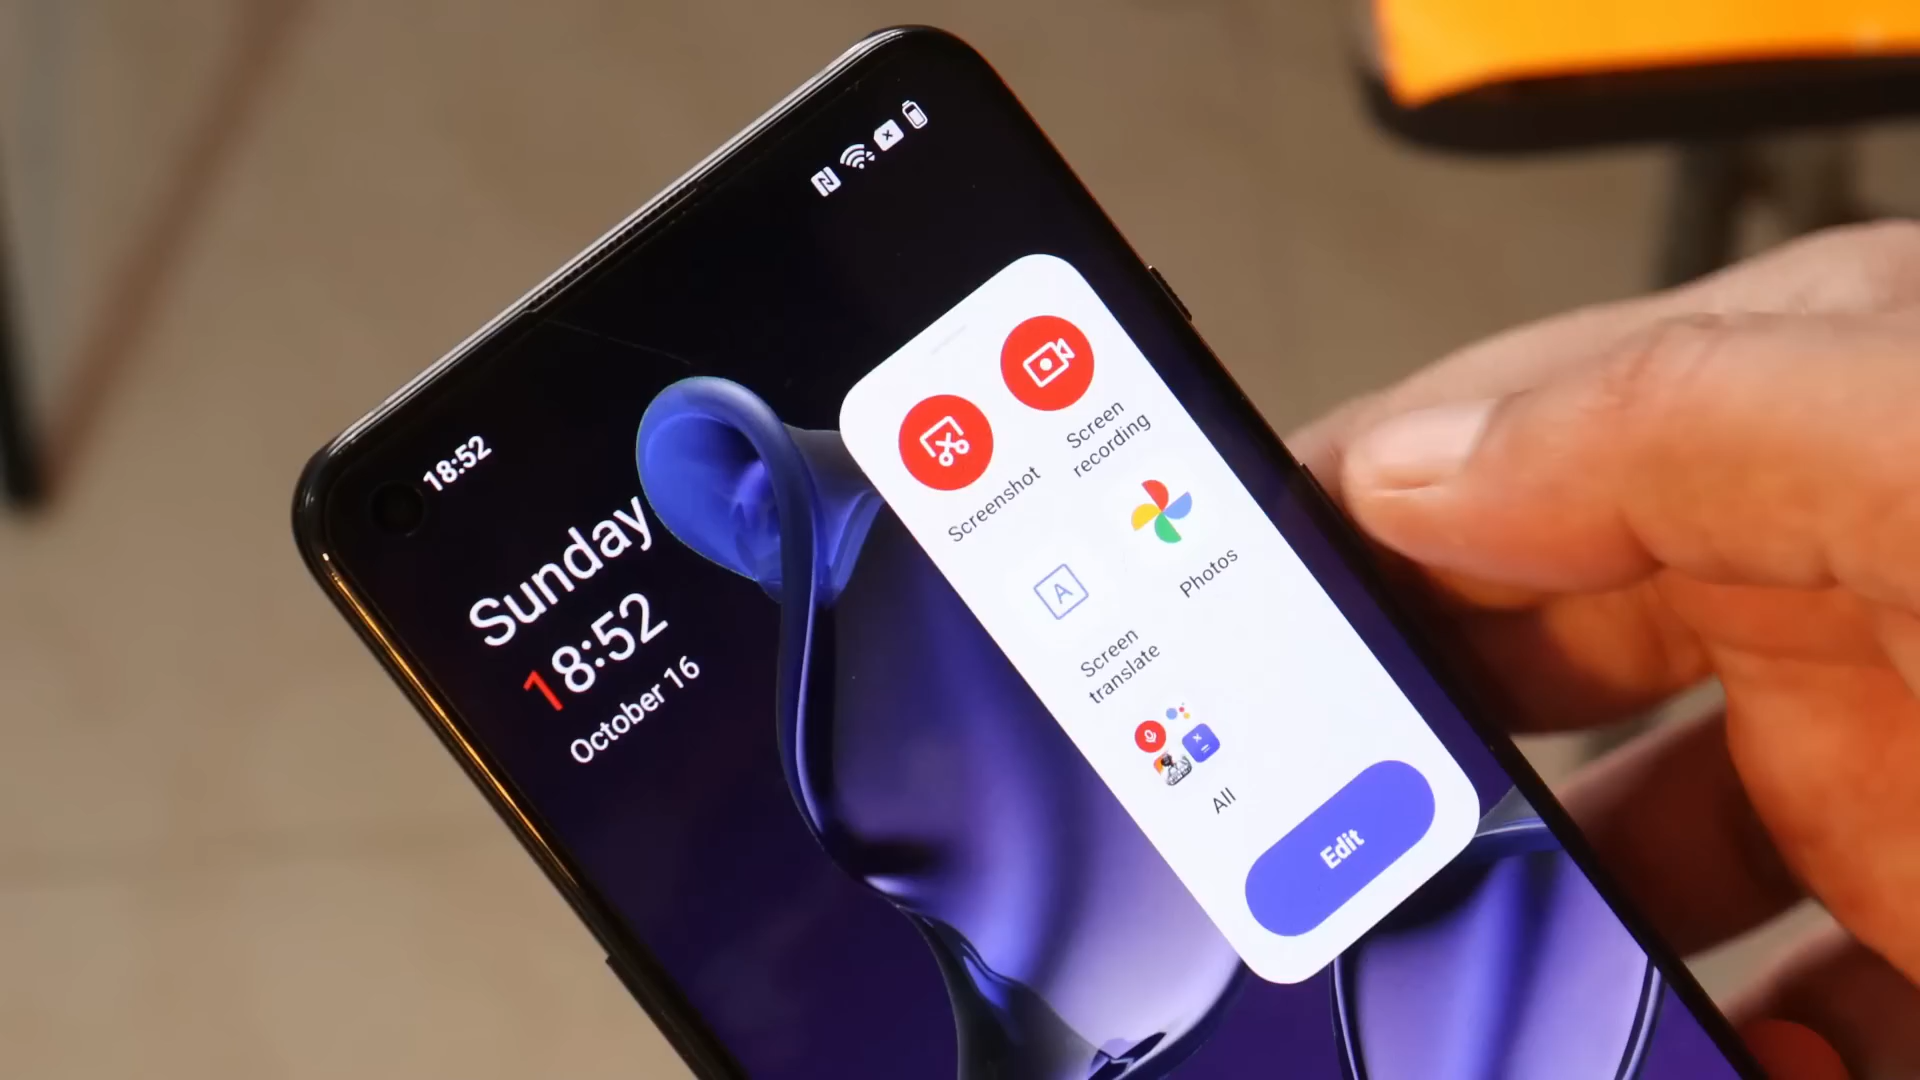 18:52
Sunday
18:52
October 16
Screenshot
Screen
recording
A
Screen
translate
Photos
All
Edit